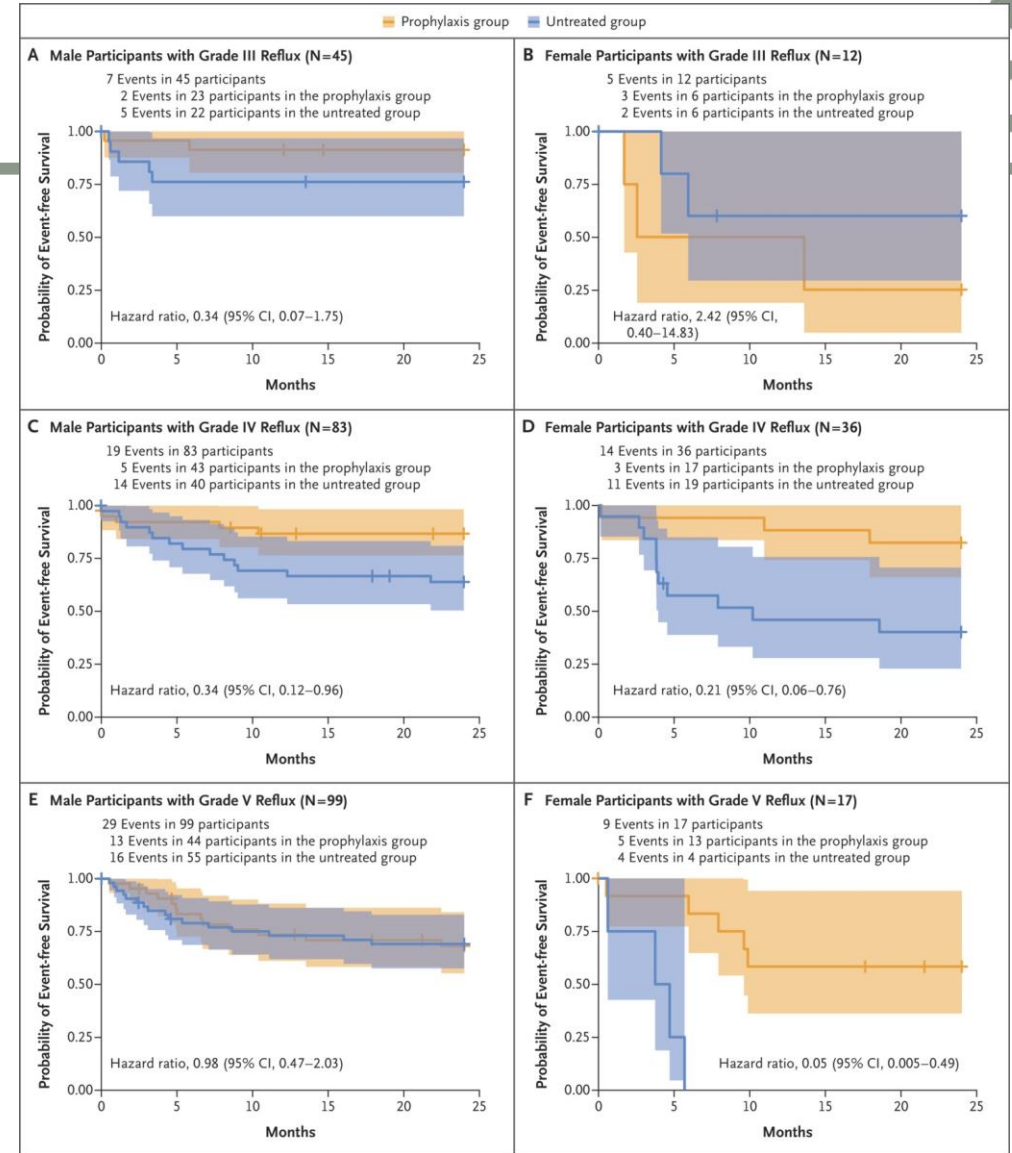 Prophylaxis group Untreated group
A Male Participants with Grade III Reflux (N=45)
7 Events in 45 participants
2 Events in 23 participants in the prophylaxis group
5 Events in 22 participants in the untreated group
Probability of Event-free Survival
1.00
0.75
0.50
0.25
0.00
Hazard ratio, 0.34 (95% CI, 0.07–1.75)
0 5 10 15 20 25
Months
B Female Participants with Grade III Reflux (N=12)
5 Events in 12 participants
3 Events in 6 participants in the prophylaxis group
2 Events in 6 participants in the untreated group
Probability of Event-free Survival
1.00
0.75
0.50
0.25
0.00
Hazard ratio, 2.42 (95% CI,
0.40–14.83)
0 5 10 15 20 25
Months
C Male Participants with Grade IV Reflux (N=83)
19 Events in 83 participants
5 Events in 43 participants in the prophylaxis group
14 Events in 40 participants in the untreated group
Probability of Event-free Survival
1.00
0.75
0.50
0.25
0.00
Hazard ratio, 0.34 (95% CI, 0.12–0.96)
0 5 10 15 20 25
Months
D Female Participants with Grade IV Reflux (N=36)
14 Events in 36 participants
3 Events in 17 participants in the prophylaxis group
11 Events in 19 participants in the untreated group
Probability of Event-free Survival
1.00
0.75
0.50
0.25
0.00
Hazard ratio, 0.21 (95% CI, 0.06–0.76)
0 5 10 15 20 25
Months
E Male Participants with Grade V Reflux (N=99)
29 Events in 99 participants
13 Events in 44 participants in the prophylaxis group
16 Events in 55 participants in the untreated group
Probability of Event-free Survival
1.00
0.75
0.50
0.25
0.00
Hazard ratio, 0.98 (95% CI, 0.47–2.03)
0 5 10 15 20 25
Months
F Female Participants with Grade V Reflux (N=17)
9 Events in 17 participants
5 Events in 13 participants in the prophylaxis group
4 Events in 4 participants in the untreated group
Probability of Event-free Survival
1.00
0.75
0.50
0.25
0.00
Hazard ratio, 0.05 (95% CI, 0.005–0.49)
0 5 10 15 20 25
Months